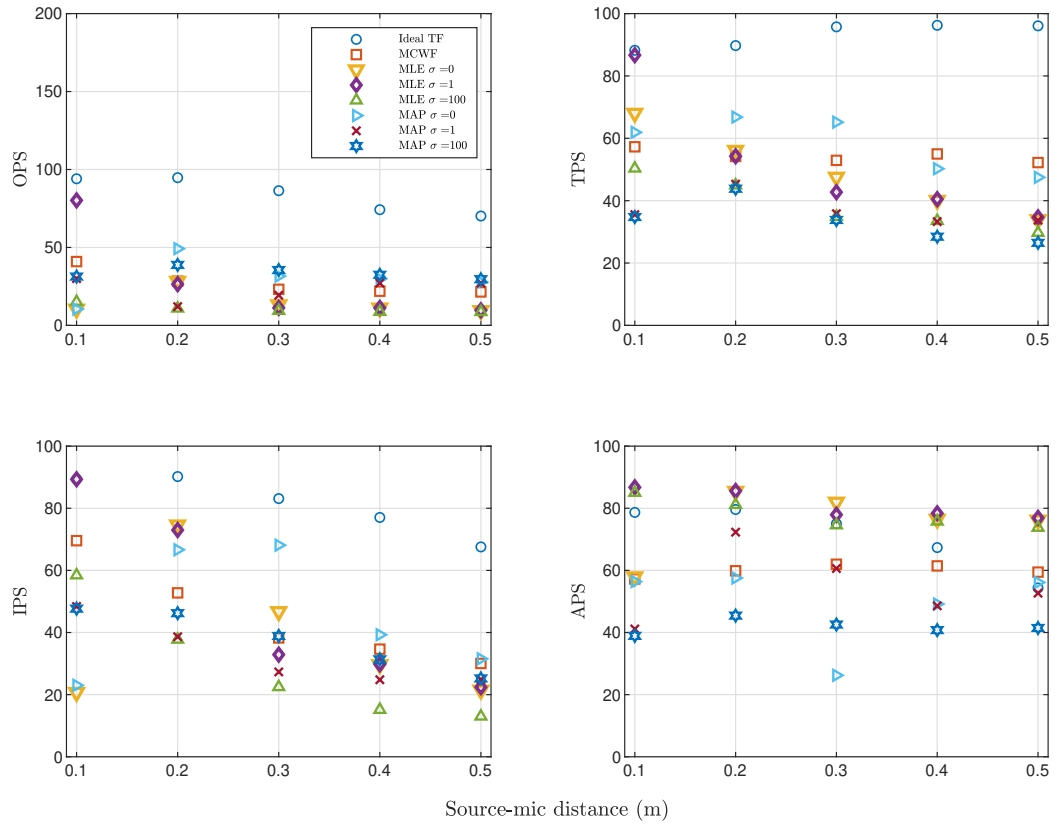 200
150
100
50
0
OPS
0.1 0.2 0.3 0.4 0.5
Ideal TF
MCWF
MLE σ =0
MLE σ =1
MLE σ =100
MAP σ =0
MAP σ =1
MAP σ =100
100
80
60
40
20
0
TPS
0.1 0.2 0.3 0.4 0.5
100
80
60
40
20
0
IPS
0.1 0.2 0.3 0.4 0.5
100
80
60
40
20
0
APS
0.1 0.2 0.3 0.4 0.5
Source-mic distance (m)